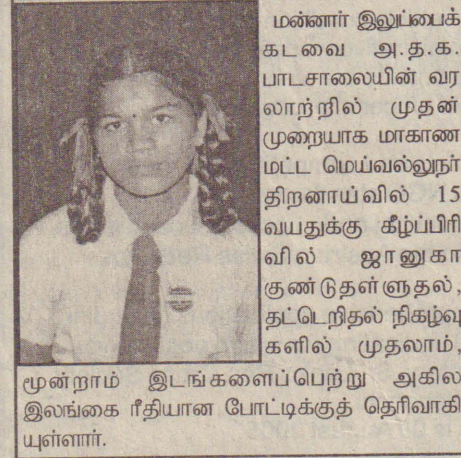 மன்னார் இலுப்பைக்
கடவை அ.த.க.
பாடசாலையின் வர
லாற்றில் முதன்
முறையாக மாகாண
மட்ட மெய்வல்லுநர்
திறனாய்வில் 15
வயதுக்கு கீழ்ப்பிரி
வில் ஜானுகா
குண்டுதள்ளுதல்,
தட்டெறிதல் நிகழ்வு
களில் முதலாம்,
மூன்றாம் இடங்களைப்பெற்று அகில
இலங்கை ரீதியான போட்டிக்குத் தெரிவாகி
யுள்ளார்.